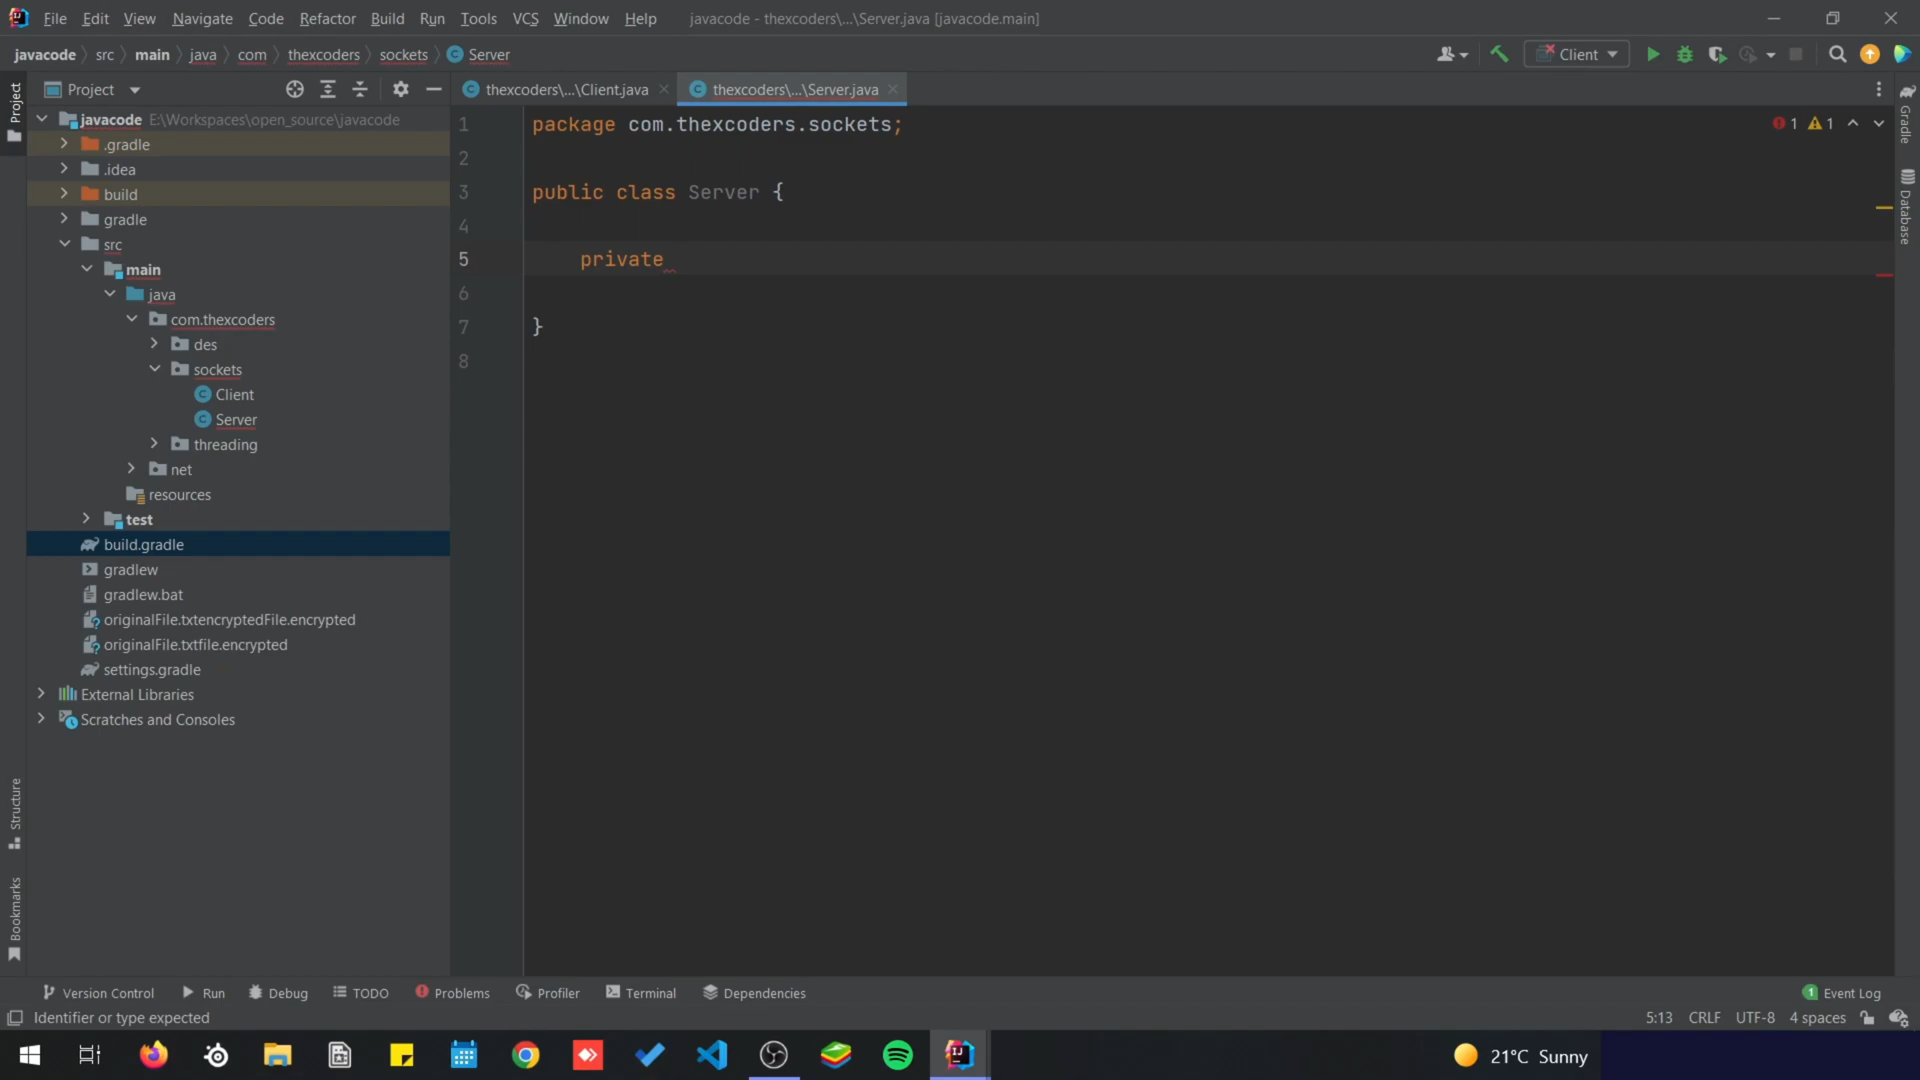 File Edit View Navigate Code Refactor Build Run Tools VCS Window Help javacode - thexcoders\...\Server.java [javacode.main]
javacode src main java com thexcoders sockets Server Client
Project thexcoders\...\Client.java thexcoders\...\Server.java
Project
javacode E:\Workspaces\open_source\javacode
.gradle
.idea
build
gradle
src
main
java
com.thexcoders
des
sockets
Client
Server
threading
net
resources
test
build.gradle
gradlew
gradlew.bat
originalFile.txtencryptedFile.encrypted
originalFile.txtfile.encrypted
settings.gradle
External Libraries
Scratches and Consoles
Structure
Bookmarks
1 package com.thexcoders.sockets;
2
3 public class Server {
4
5 private
6
7 }
8
1 1
Gradle
Database
Version Control Run Debug TODO Problems Profiler Terminal Dependencies 1 Event Log
Identifier or type expected 5:13 CRLF UTF-8 4 spaces
21°C Sunny